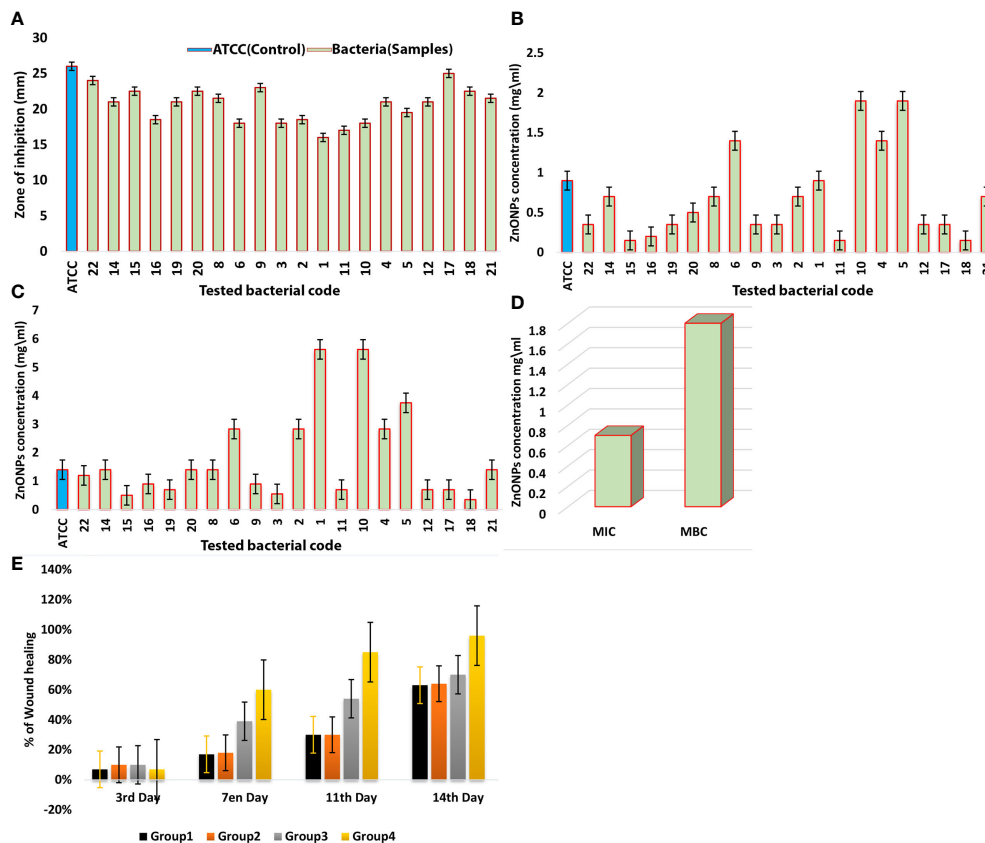 A
Zone of inhipition (mm)
30
25
20
15
10
5
0
ATCC(Control) Bacteria(Samples)
ATCC 22 14 15 16 19 20 8 6 9 3 2 1 11 10 4 5 12 17 18 21
Tested bacterial code
B
ZnONPs concentration (mg\ml)
2.5
2
1.5
1
0.5
0
ATCC 22 14 15 16 19 20 8 6 9 3 2 1 11 10 4 5 12 17 18 21
Tested bacterial code
C
ZnONPs concentration (mg\ml)
7
6
5
4
3
2
1
0
ATCC 22 14 15 16 19 20 8 6 9 3 2 1 11 10 4 5 12 17 18 21
Tested bacterial code
D
ZnONPs concentration mg\ml
1.8
1.6
1.4
1.2
1
0.8
0.6
0.4
0.2
0
MIC MBC
E
% of Wound healing
140%
120%
100%
80%
60%
40%
20%
0%
-20%
3rd Day 7en Day 11th Day 14th Day
Group1 Group2 Group3 Group4